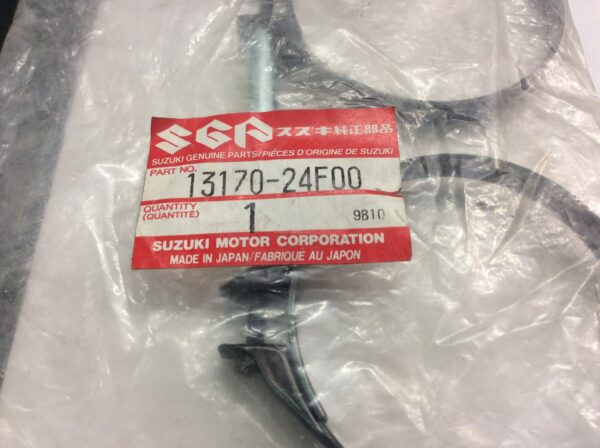 SGP スズキ純正部品
SUZUKI GENUINE PARTS/PIÈCES D'ORIGINE DE SUZUKI
PART NO.
13170-24F00
QUANTITY
(QUANTITÉ)
1
9810
SUZUKI MOTOR CORPORATION
MADE IN JAPAN/FABRIQUÉ AU JAPON